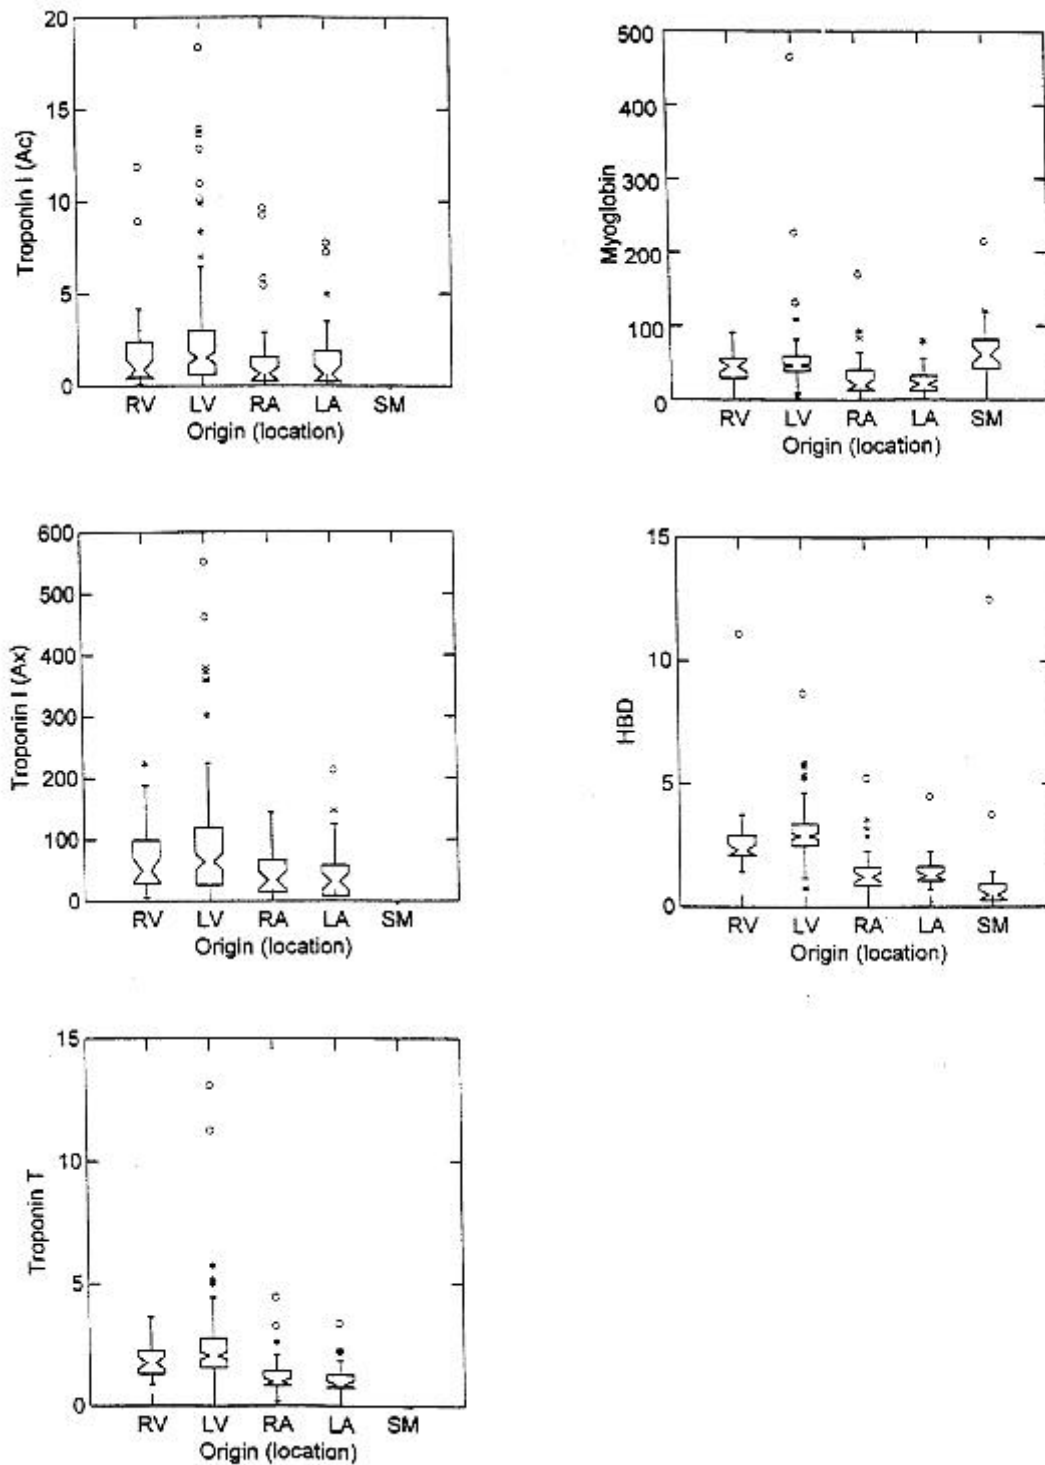 20
15
10
5
0
Troponin I (Ac)
RV LV RA LA SM
Origin (location)
500
400
300
200
100
0
Myoglobin
RV LV RA LA SM
Origin (location)
600
500
400
300
200
100
0
Troponin I (Ax)
RV LV RA LA SM
Origin (location)
15
10
5
0
HBD
RV LV RA LA SM
Origin (location)
15
10
5
0
Troponin T
RV LV RA LA SM
Origin (location)